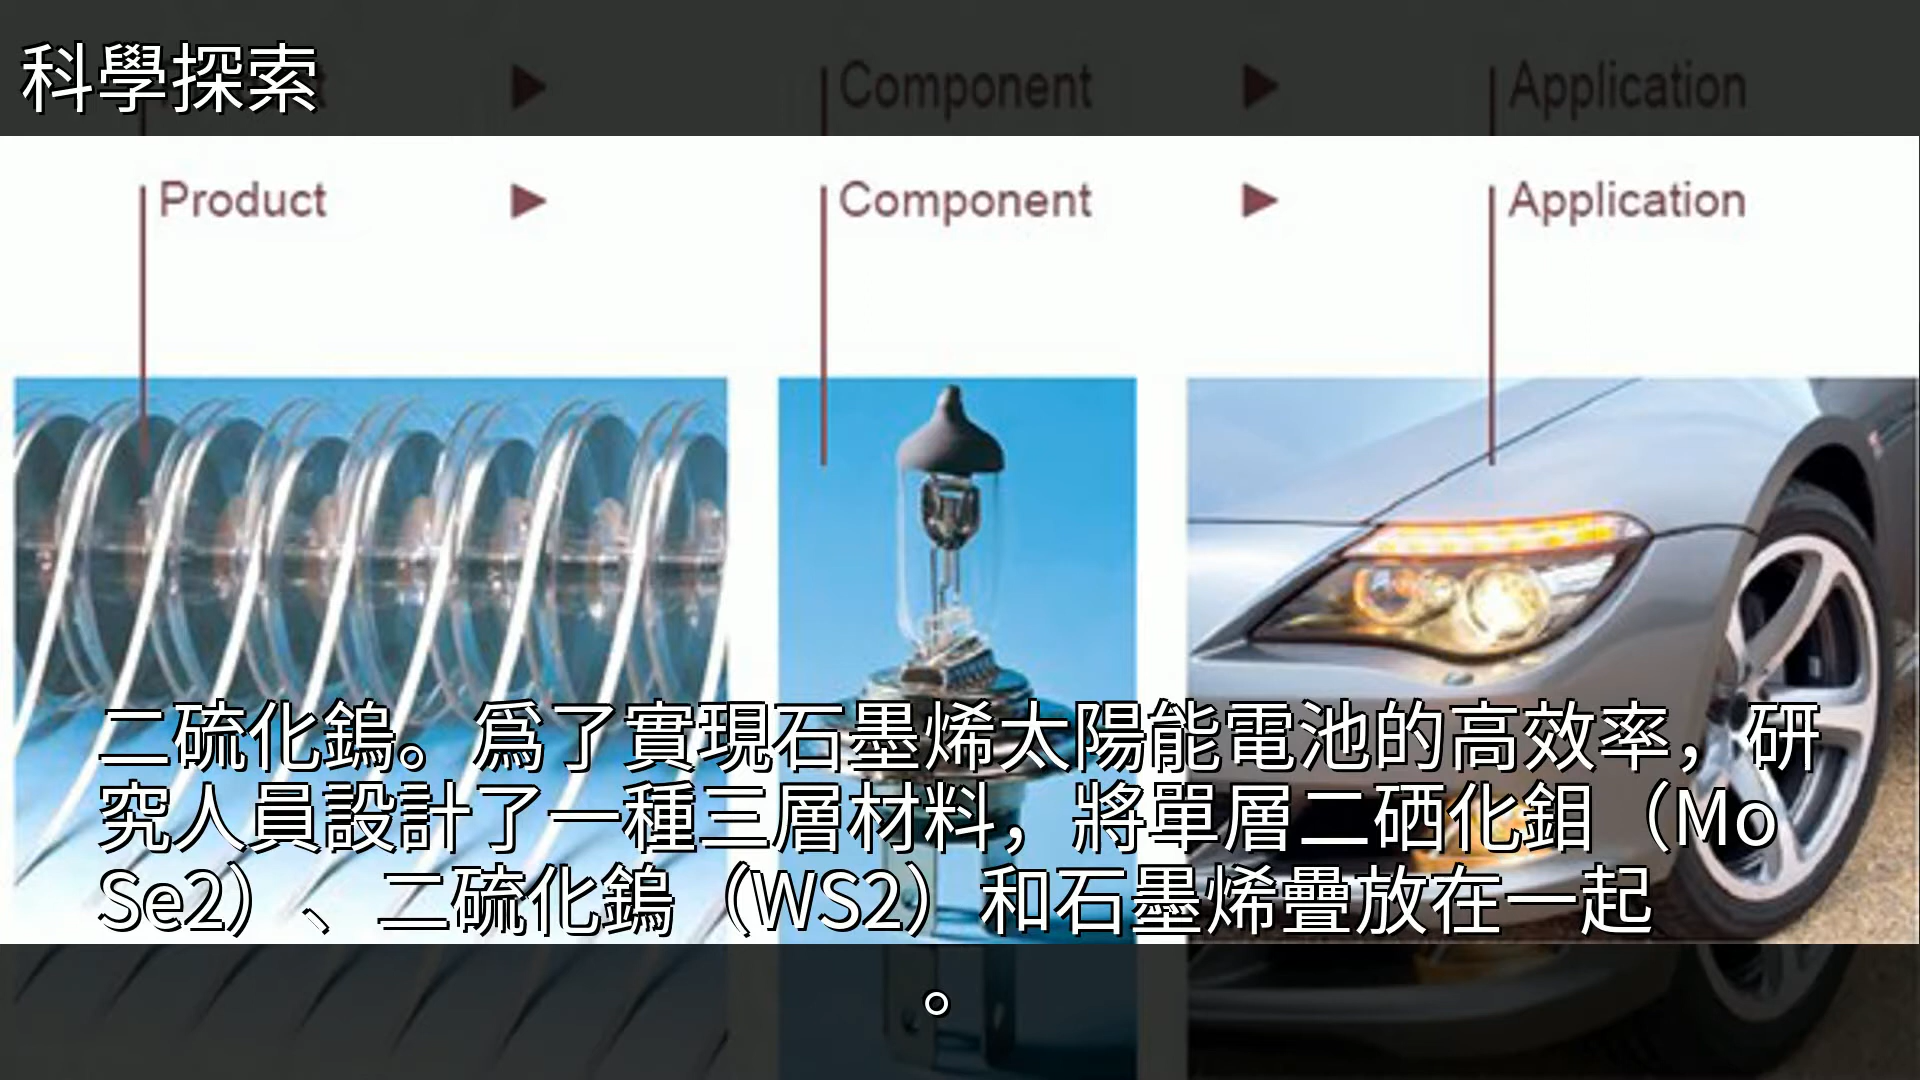 科學探索
Component
Application
Product
Component
Application
二硫化鎢。爲了實現石墨烯太陽能電池的高效率，研
究人員設計了一種三層材料，將單層二硒化鉬（Mo
Se2）、二硫化鎢（WS2）和石墨烯疊放在一起
。